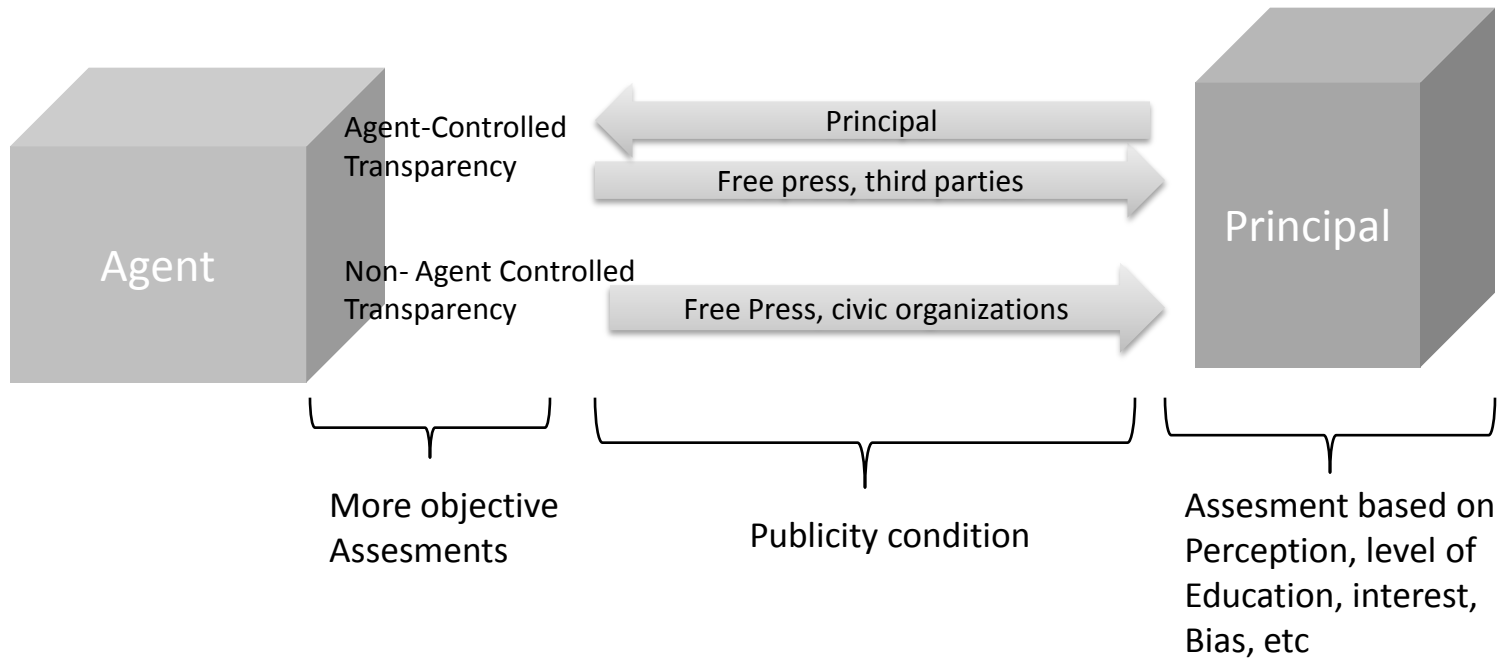 Agent
Agent-Controlled
Transparency
Non- Agent Controlled
Transparency
Principal
Free press, third parties
Free Press, civic organizations
Principal
More objective
Assesments
Publicity condition
Assesment based on
Perception, level of
Education, interest,
Bias, etc